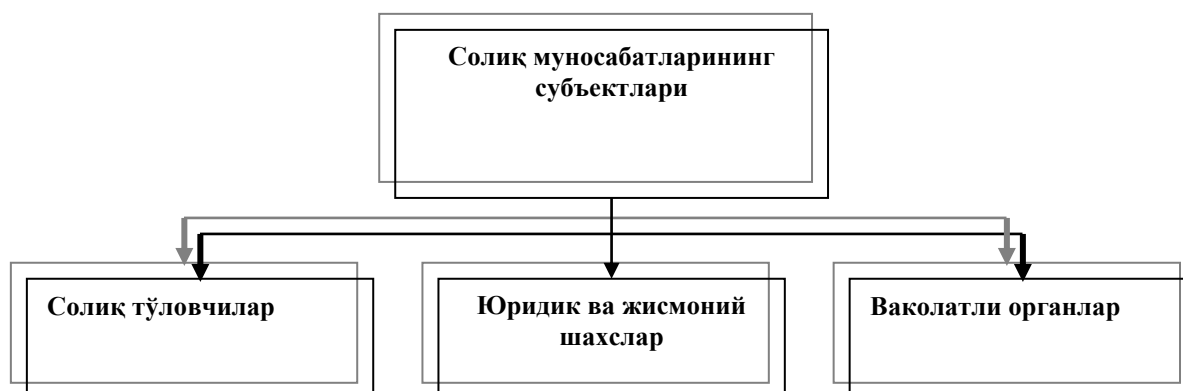 Солиқ муносабатларининг
субъектлари
Солиқ тўловчилар
Юридик ва жисмоний
шахслар
Ваколатли органлар